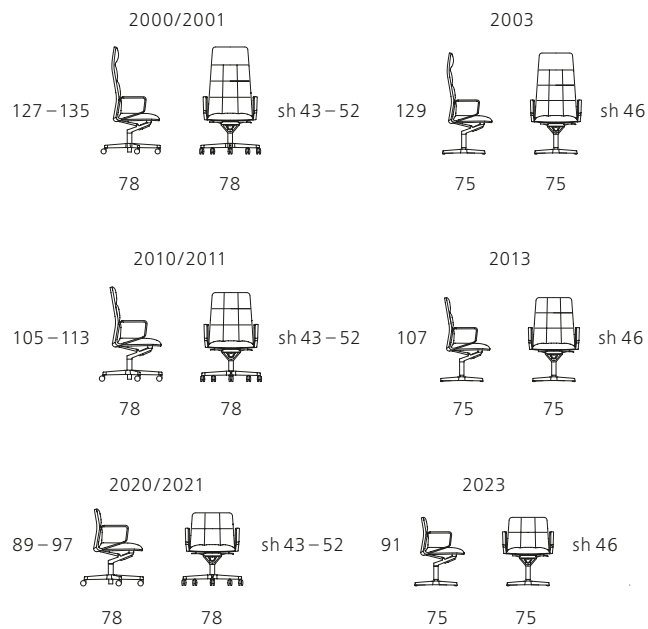 2000/2001 2003
127 – 135 sh 43 – 52 129 sh 46
78 78 75 75
2010/2011 2013
105 – 113 sh 43 – 52 107 sh 46
78 78 75 75
2020/2021 2023
89 – 97 sh 43 – 52 91 sh 46
78 78 75 75